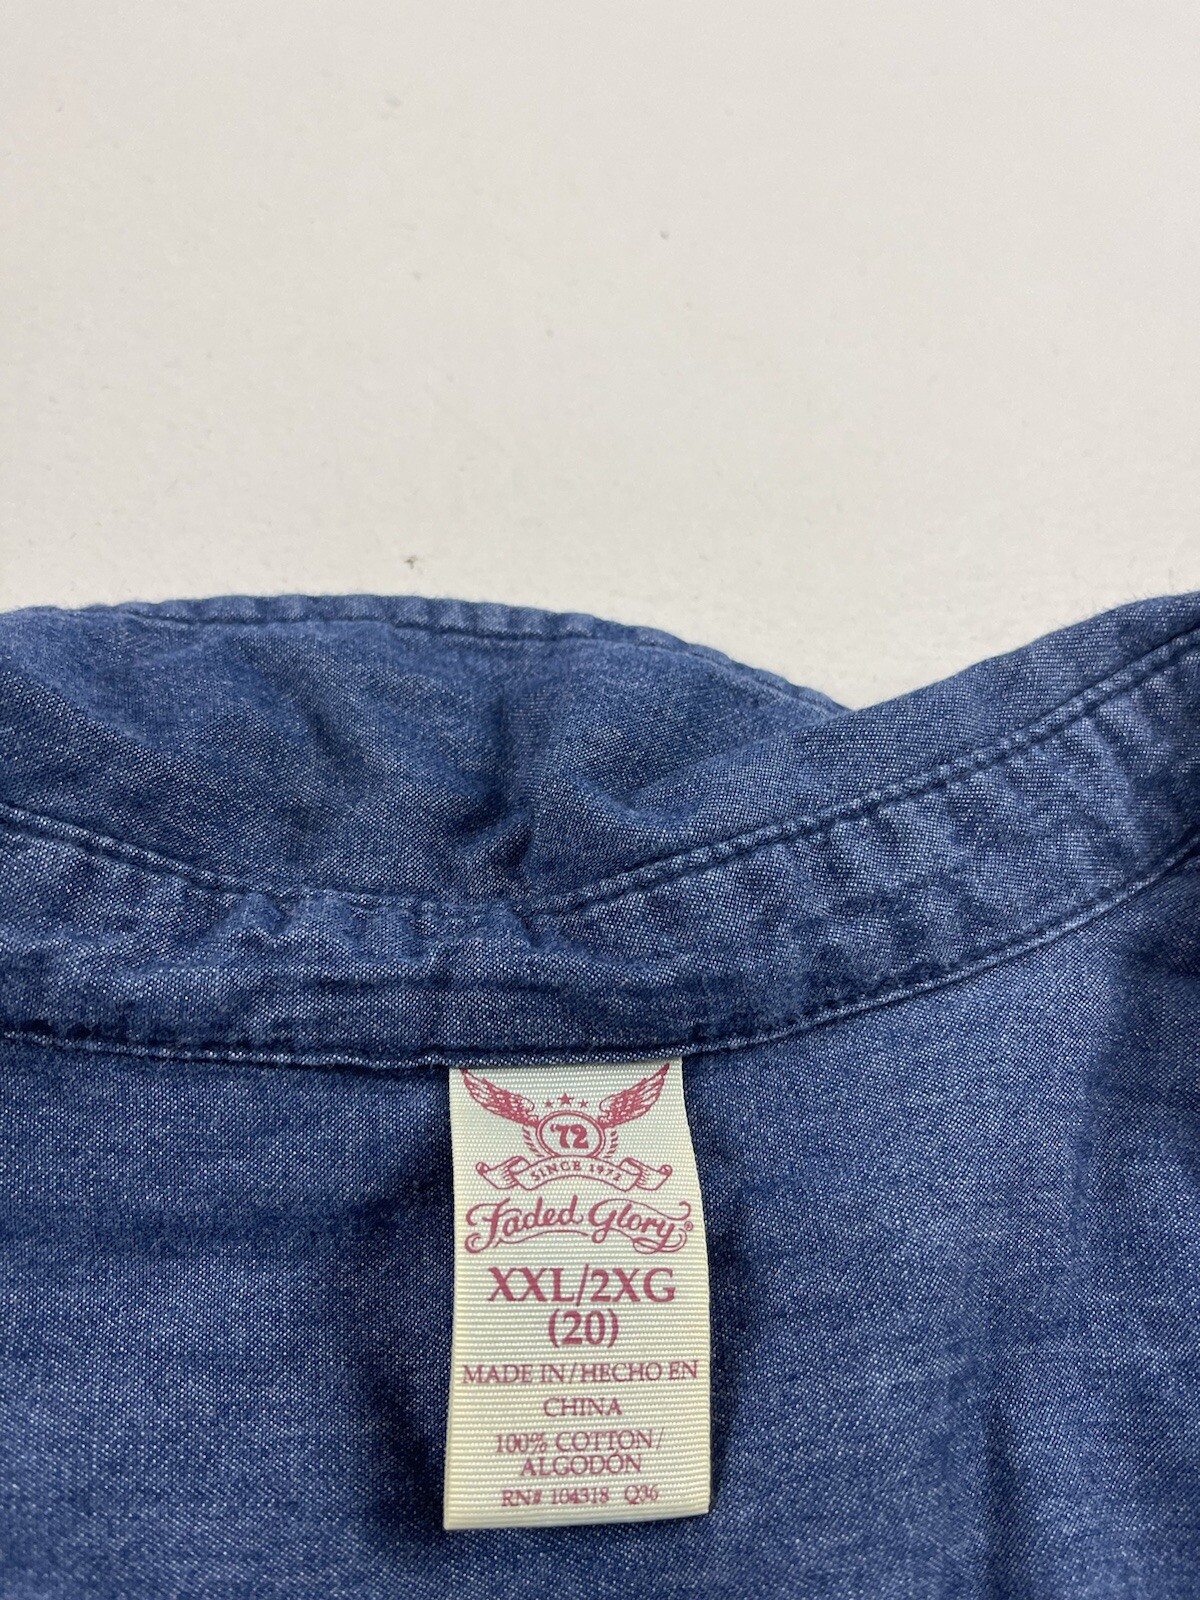 '72
SINCE 1972
Faded Glory®
XXL/2XG
(20)
MADE IN/HECHO EN
CHINA
100% COTTON/
ALGODÓN
RN# 104318 Q36